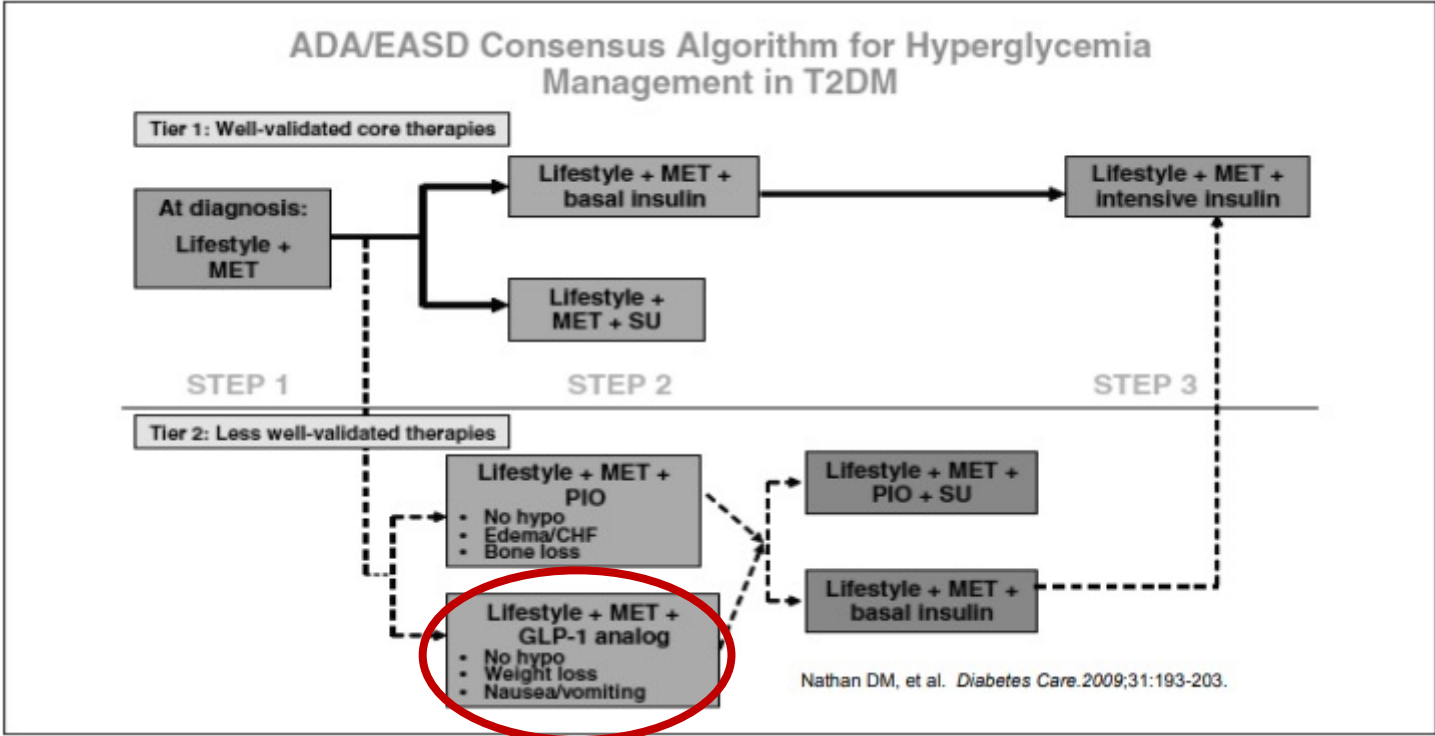 ADA/EASD Consensus Algorithm for Hyperglycemia
Management in T2DM
Tier 1: Well-validated core therapies
At diagnosis:
Lifestyle +
MET
Lifestyle + MET +
basal insulin
Lifestyle + MET +
intensive insulin
Lifestyle +
MET + SU
STEP 1
STEP 2
STEP 3
Tier 2: Less well-validated therapies
Lifestyle + MET +
PIO
• No hypo
• Edema/CHF
• Bone loss
Lifestyle + MET +
PIO + SU
Lifestyle + MET +
GLP-1 analog
• No hypo
• Weight loss
• Nausea/vomiting
Lifestyle + MET +
basal insulin
Nathan DM, et al. Diabetes Care.2009;31:193-203.